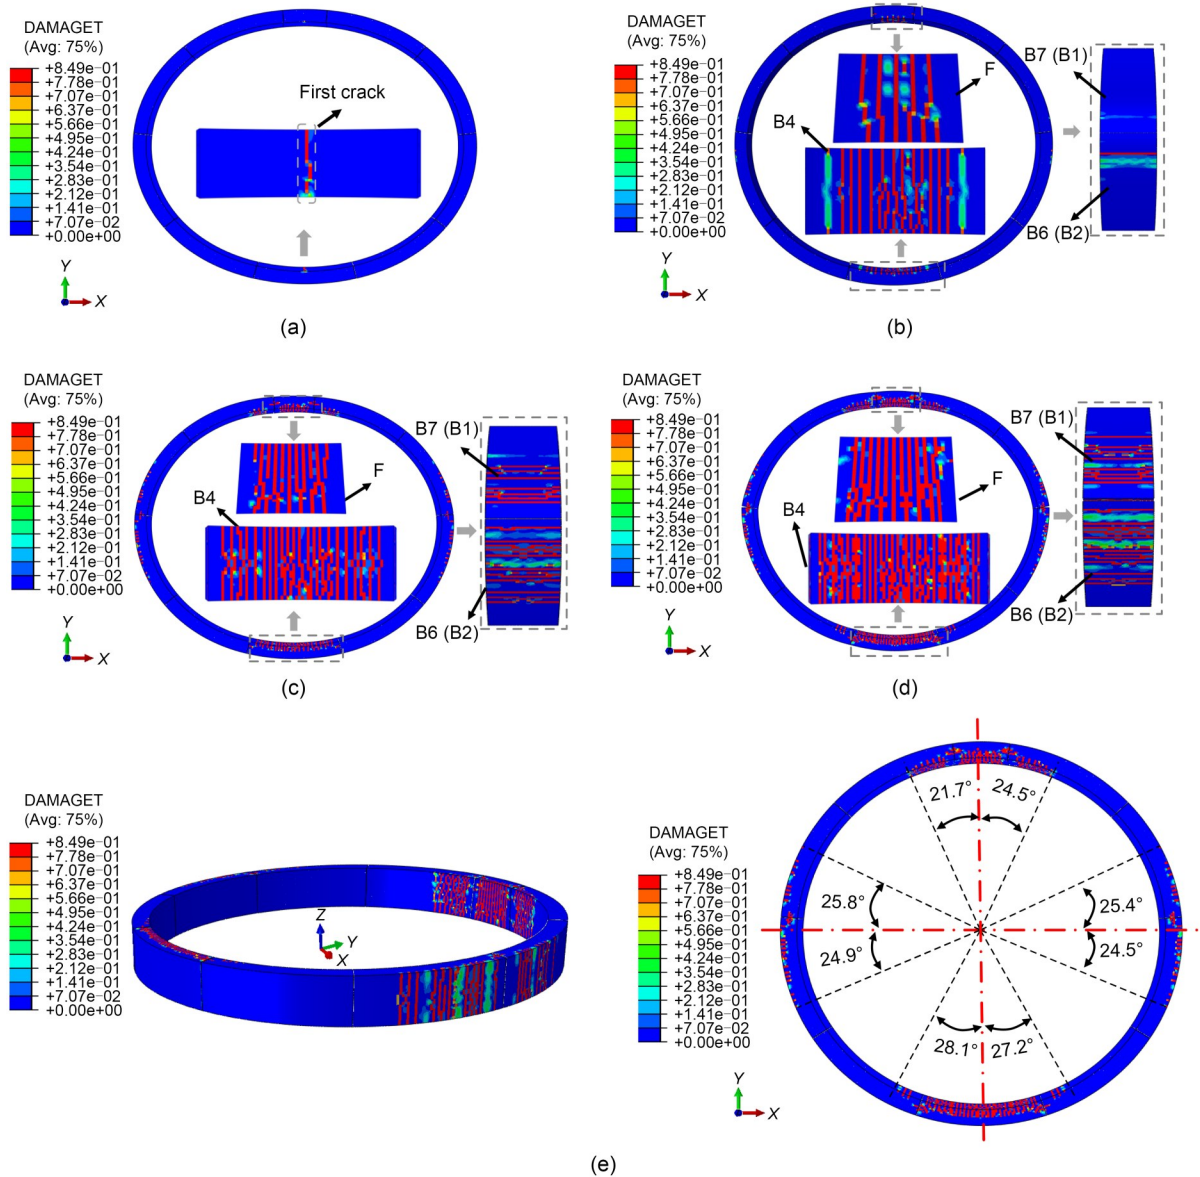 DAMAGET
(Avg: 75%)
+8.49e−01
+7.78e−01
+7.07e−01
+6.37e−01
+5.66e−01
+4.95e−01
+4.24e−01
+3.54e−01
+2.83e−01
+2.12e−01
+1.41e−01
+7.07e−02
+0.00e+00
First crack
Y
X
(a)
DAMAGET
(Avg: 75%)
+8.49e−01
+7.78e−01
+7.07e−01
+6.37e−01
+5.66e−01
+4.95e−01
+4.24e−01
+3.54e−01
+2.83e−01
+2.12e−01
+1.41e−01
+7.07e−02
+0.00e+00
F
B4
B7 (B1)
B6 (B2)
Y
X
(b)
DAMAGET
(Avg: 75%)
+8.49e−01
+7.78e−01
+7.07e−01
+6.37e−01
+5.66e−01
+4.95e−01
+4.24e−01
+3.54e−01
+2.83e−01
+2.12e−01
+1.41e−01
+7.07e−02
+0.00e+00
B7 (B1)
F
B4
B6 (B2)
Y
X
(c)
DAMAGET
(Avg: 75%)
+8.49e−01
+7.78e−01
+7.07e−01
+6.37e−01
+5.66e−01
+4.95e−01
+4.24e−01
+3.54e−01
+2.83e−01
+2.12e−01
+1.41e−01
+7.07e−02
+0.00e+00
B7 (B1)
F
B4
B6 (B2)
Y
X
(d)
DAMAGET
(Avg: 75%)
+8.49e−01
+7.78e−01
+7.07e−01
+6.37e−01
+5.66e−01
+4.95e−01
+4.24e−01
+3.54e−01
+2.83e−01
+2.12e−01
+1.41e−01
+7.07e−02
+0.00e+00
Z
Y
X
DAMAGET
(Avg: 75%)
+8.49e−01
+7.78e−01
+7.07e−01
+6.37e−01
+5.66e−01
+4.95e−01
+4.24e−01
+3.54e−01
+2.83e−01
+2.12e−01
+1.41e−01
+7.07e−02
+0.00e+00
21.7° 24.5°
25.8° 25.4°
24.9° 24.5°
28.1° 27.2°
Y
X
(e)